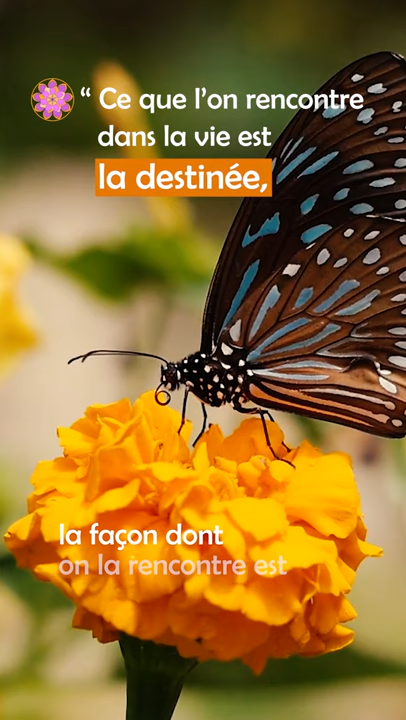 “ Ce que l’on rencontre
dans la vie est
la destinée,
la façon dont
on la rencontre est